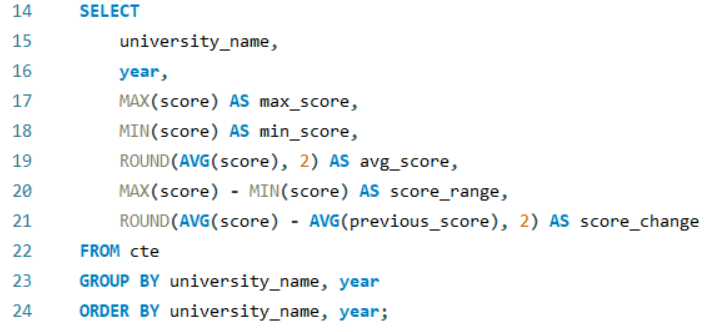 14 SELECT
15 university_name,
16 year,
17 MAX(score) AS max_score,
18 MIN(score) AS min_score,
19 ROUND(AVG(score), 2) AS avg_score,
20 MAX(score) - MIN(score) AS score_range,
21 ROUND(AVG(score) - AVG(previous_score), 2) AS score_change
22 FROM cte
23 GROUP BY university_name, year
24 ORDER BY university_name, year;